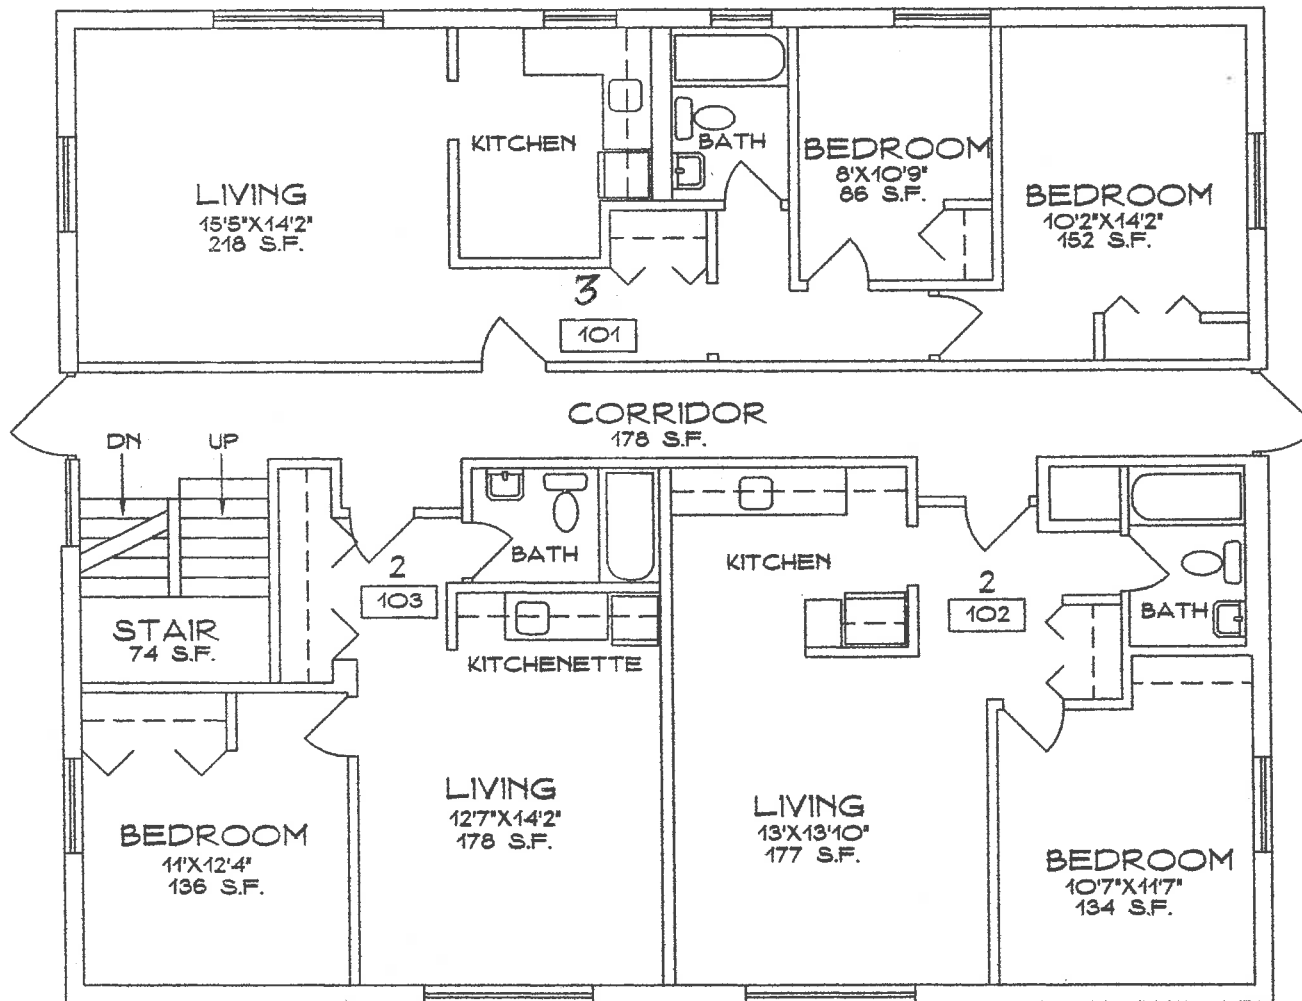 KITCHEN
BATH
BEDROOM
8'X10'9"
86 S.F.
LIVING
15'5"X14'2"
218 S.F.
BEDROOM
10'2"X14'2"
152 S.F.
3
101
CORRIDOR
178 S.F.
DN
UP
BATH
KITCHEN
2
103
2
102
BATH
STAIR
74 S.F.
KITCHENETTE
LIVING
12'7"X14'2"
178 S.F.
LIVING
13'X13'10"
177 S.F.
BEDROOM
11'X12'4"
136 S.F.
BEDROOM
10'7"X11'7"
134 S.F.